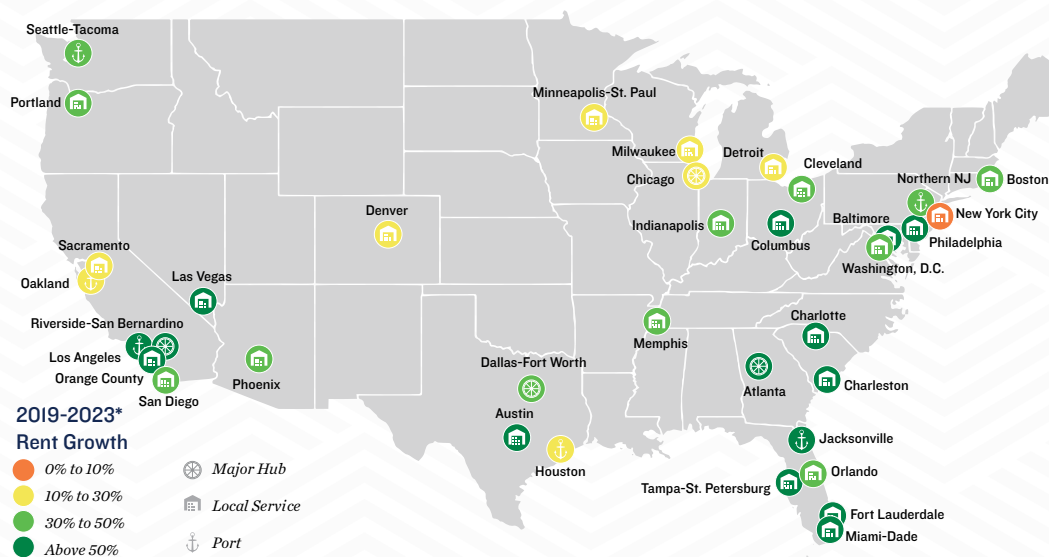 Seattle-Tacoma
Portland
Minneapolis-St. Paul
Milwaukee
Detroit
Chicago
Cleveland
Northern NJ
Boston
New York City
Indianapolis
Columbus
Baltimore
Philadelphia
Washington, D.C.
Denver
Sacramento
Oakland
Las Vegas
Riverside-San Bernardino
Los Angeles
Orange County
San Diego
Phoenix
Memphis
Charlotte
Dallas-Fort Worth
Atlanta
Charleston
Austin
Houston
Jacksonville
Orlando
Tampa-St. Petersburg
Fort Lauderdale
Miami-Dade
2019-2023*
Rent Growth
0% to 10%
10% to 30%
30% to 50%
Above 50%
Major Hub
Local Service
Port